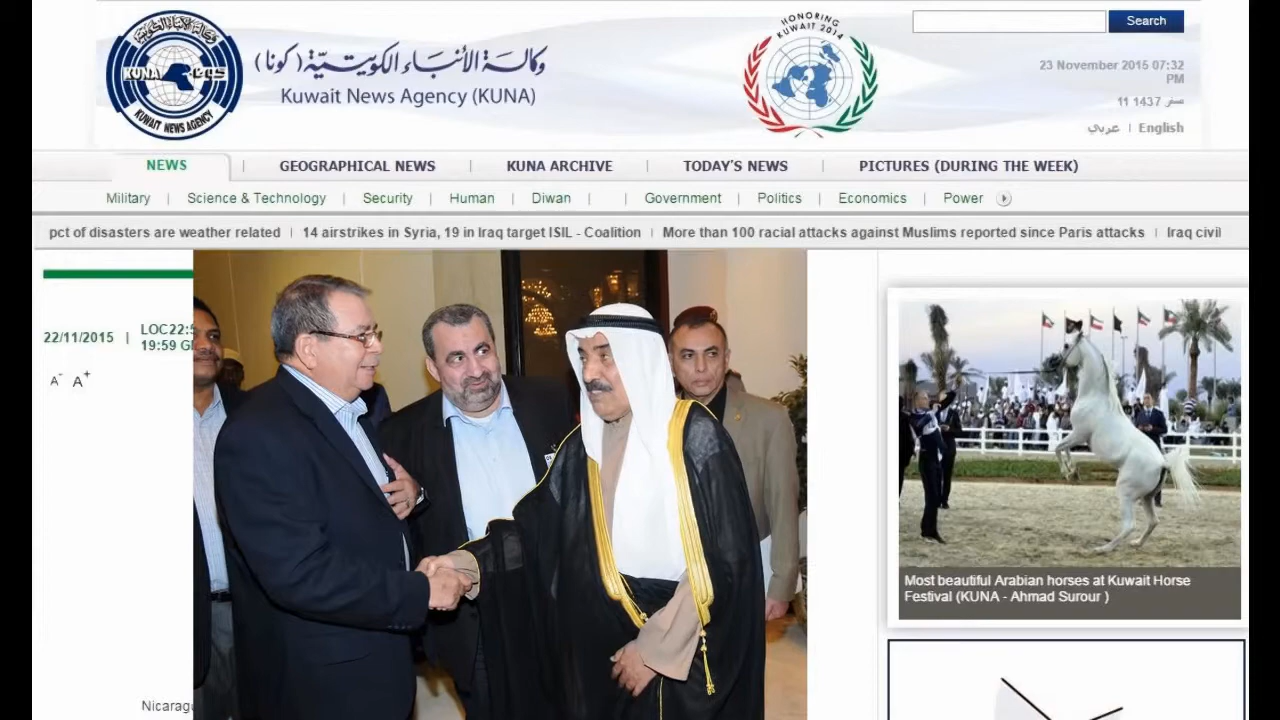 وكالة الأنباء الكويتية
KUNA كونا
KUWAIT NEWS AGENCY
وكالة الأنباء الكويتيّة ( كونا )
Kuwait News Agency (KUNA)
HONORING
KUWAIT 2014
Search
23 November 2015 07:32
PM
11 صفر 1437
عربي | English
NEWS | GEOGRAPHICAL NEWS | KUNA ARCHIVE | TODAY'S NEWS | PICTURES (DURING THE WEEK)
Military | Science & Technology | Security | Human | Diwan | | Government | Politics | Economics | Power
pct of disasters are weather related | 14 airstrikes in Syria, 19 in Iraq target ISIL - Coalition | More than 100 racial attacks against Muslims reported since Paris attacks | Iraq civil
22/11/2015 | LOC22:5
19:59 G
A- A+
Most beautiful Arabian horses at Kuwait Horse
Festival (KUNA - Ahmad Surour )
Nicaragu